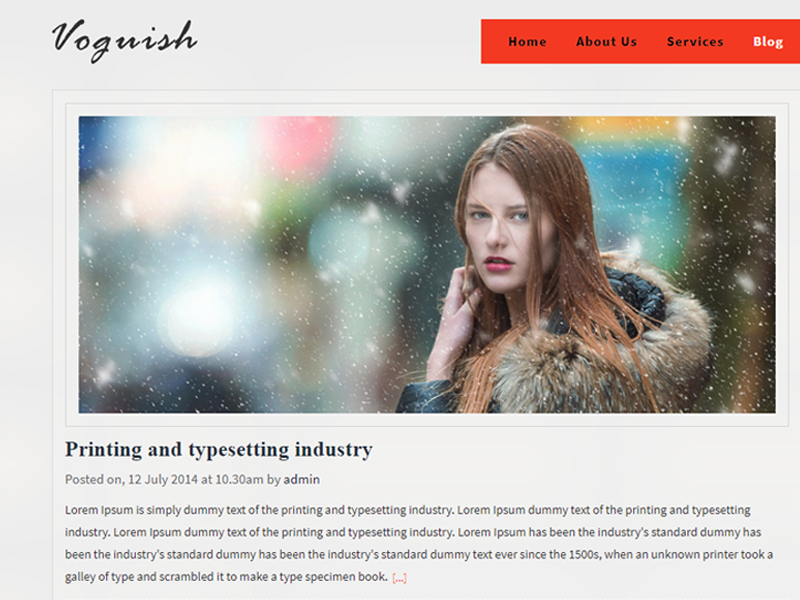 Voguish
Home About Us Services Blog
Printing and typesetting industry
Posted on, 12 July 2014 at 10.30am by admin
Lorem Ipsum is simply dummy text of the printing and typesetting industry. Lorem Ipsum dummy text of the printing and typesetting
industry. Lorem Ipsum dummy text of the printing and typesetting industry. Lorem Ipsum has been the industry's standard dummy has
been the industry's standard dummy has been the industry's standard dummy text ever since the 1500s, when an unknown printer took a
galley of type and scrambled it to make a type specimen book. [...]